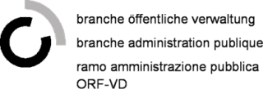 branche öffentliche verwaltung
branche administration publique
ramo amministrazione pubblica
ORF-VD